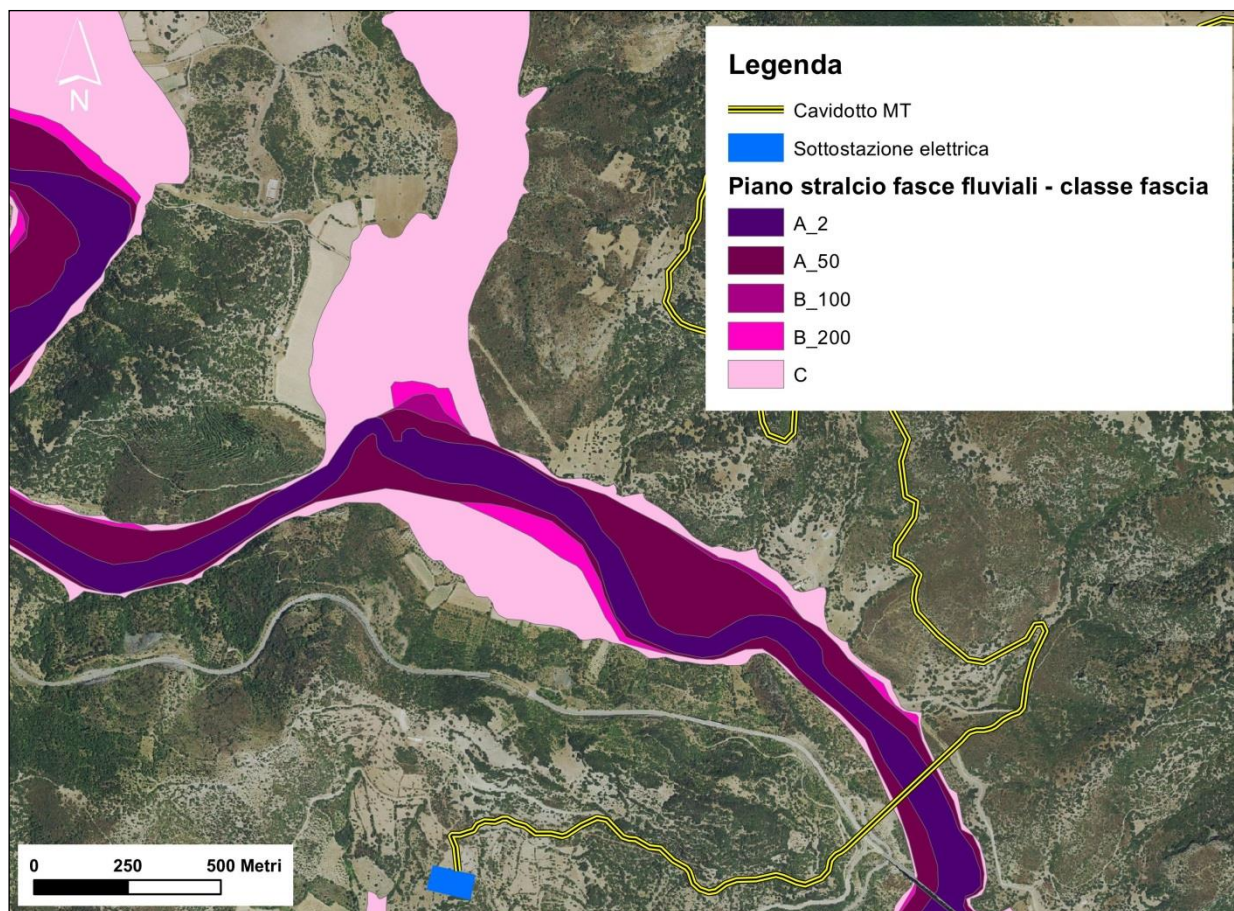 N
Legenda
Cavidotto MT
Sottostazione elettrica
Piano stralcio fasce fluviali - classe fascia
A_2
A_50
B_100
B_200
C
0 250 500 Metri